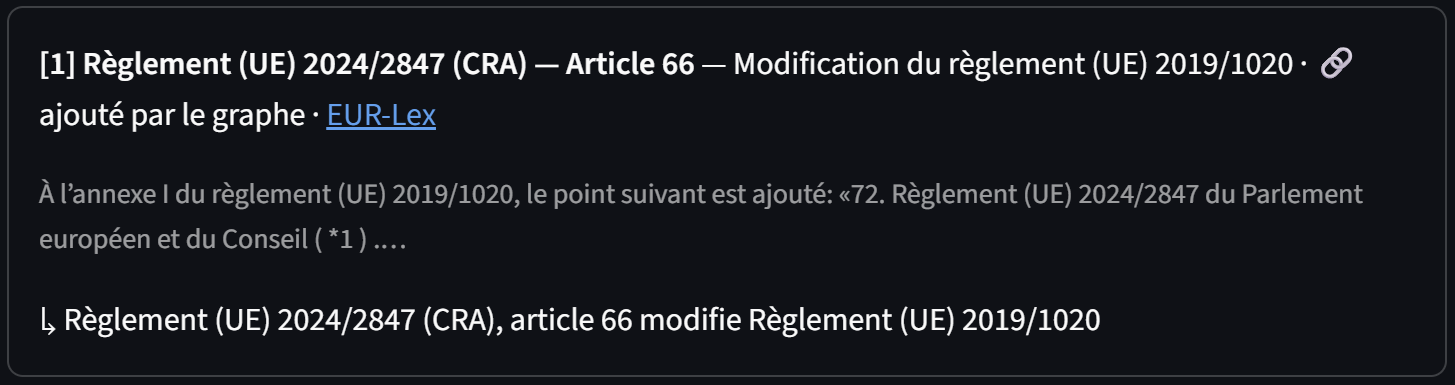 [1] Règlement (UE) 2024/2847 (CRA) — Article 66 — Modification du règlement (UE) 2019/1020 · 🔗
ajouté par le graphe · EUR-Lex
À l’annexe I du règlement (UE) 2019/1020, le point suivant est ajouté: «72. Règlement (UE) 2024/2847 du Parlement
européen et du Conseil ( *1 ) .…
↳ Règlement (UE) 2024/2847 (CRA), article 66 modifie Règlement (UE) 2019/1020